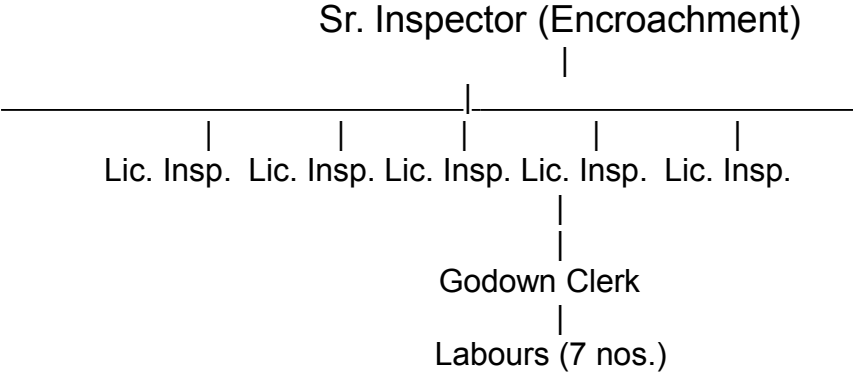 Sr. Inspector (Encroachment)
Lic. Insp. Lic. Insp. Lic. Insp. Lic. Insp. Lic. Insp.
Godown Clerk
Labours (7 nos.)